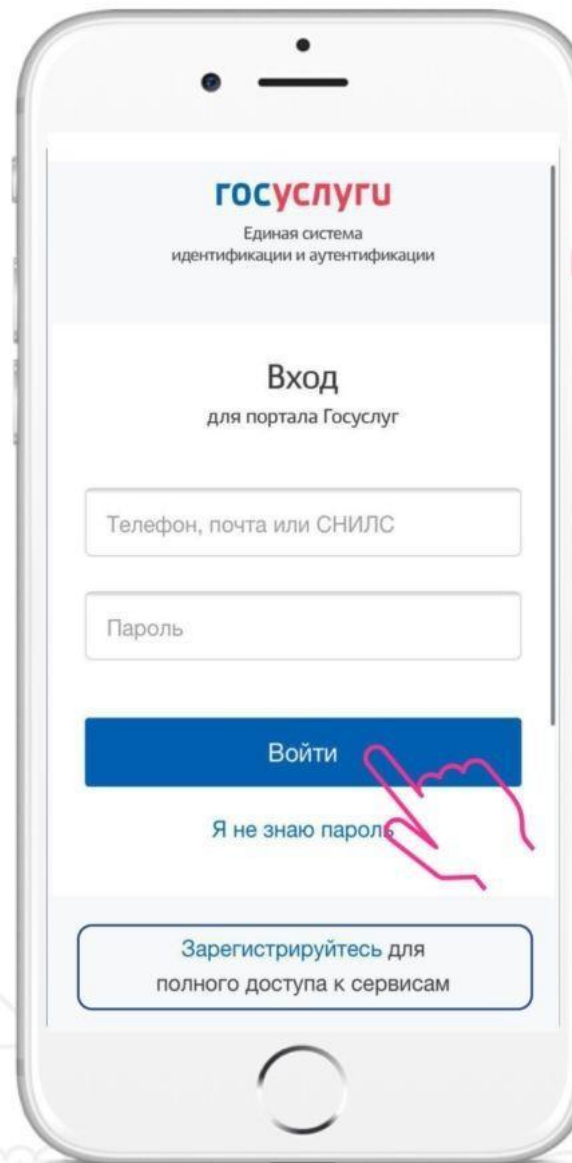 госуслуги
Единая система
идентификации и аутентификации
Вход
для портала Госуслуг
Телефон, почта или СНИЛС
Пароль
Войти
Я не знаю пароль
Зарегистрируйтесь для
полного доступа к сервисам